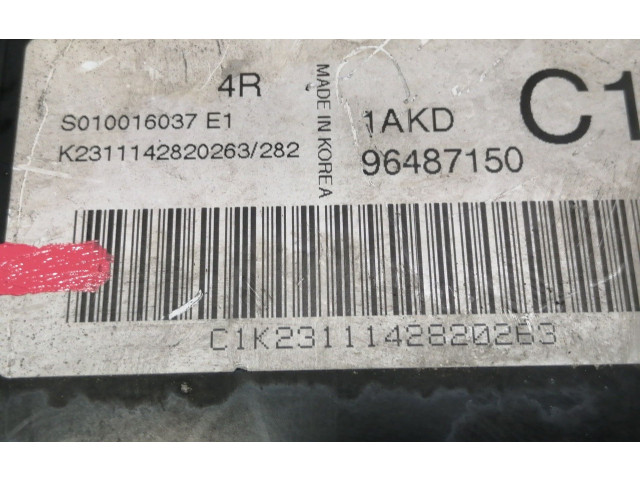 4R
S010016037 E1
K2311142820263/282
MADE IN KOREA
1AKD
96487150
C1
C1K2311142820263